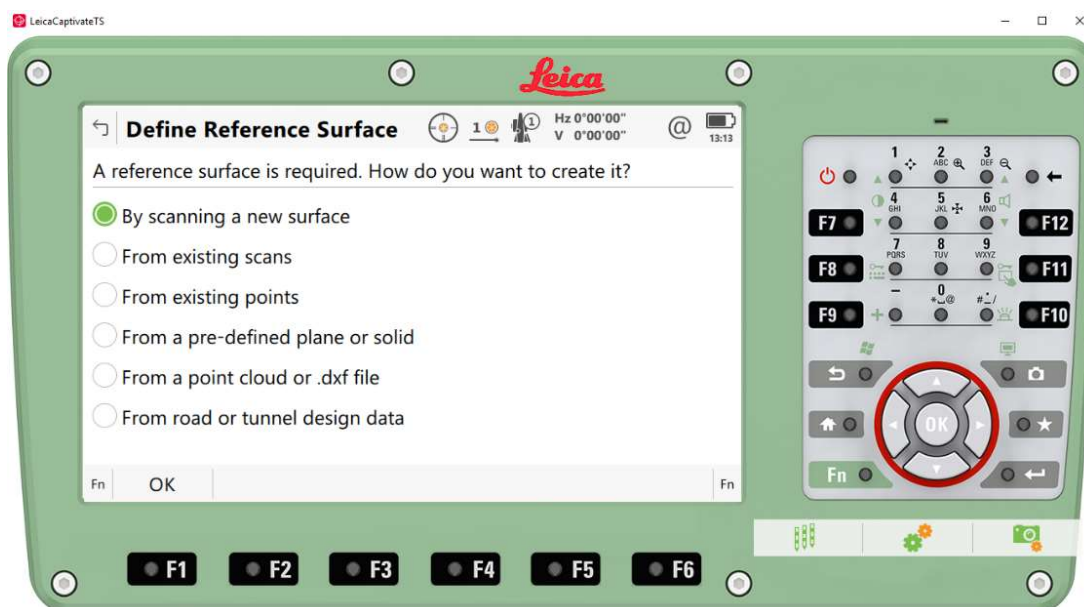 LeicaCaptivateTS
Leica
Define Reference Surface
1
1
Hz 0°00'00"
V 0°00'00"
@
13:13
A reference surface is required. How do you want to create it?
By scanning a new surface
From existing scans
From existing points
From a pre-defined plane or solid
From a point cloud or .dxf file
From road or tunnel design data
Fn OK Fn
F1 F2 F3 F4 F5 F6
1 2 3
ABC DEF
4 5 6
GHI JKL MNO
F7 F12
7 8 9
PQRS TUV WXYZ
F8 F11
- 0 .
*␣@ #_/
F9 + F10
OK
Fn